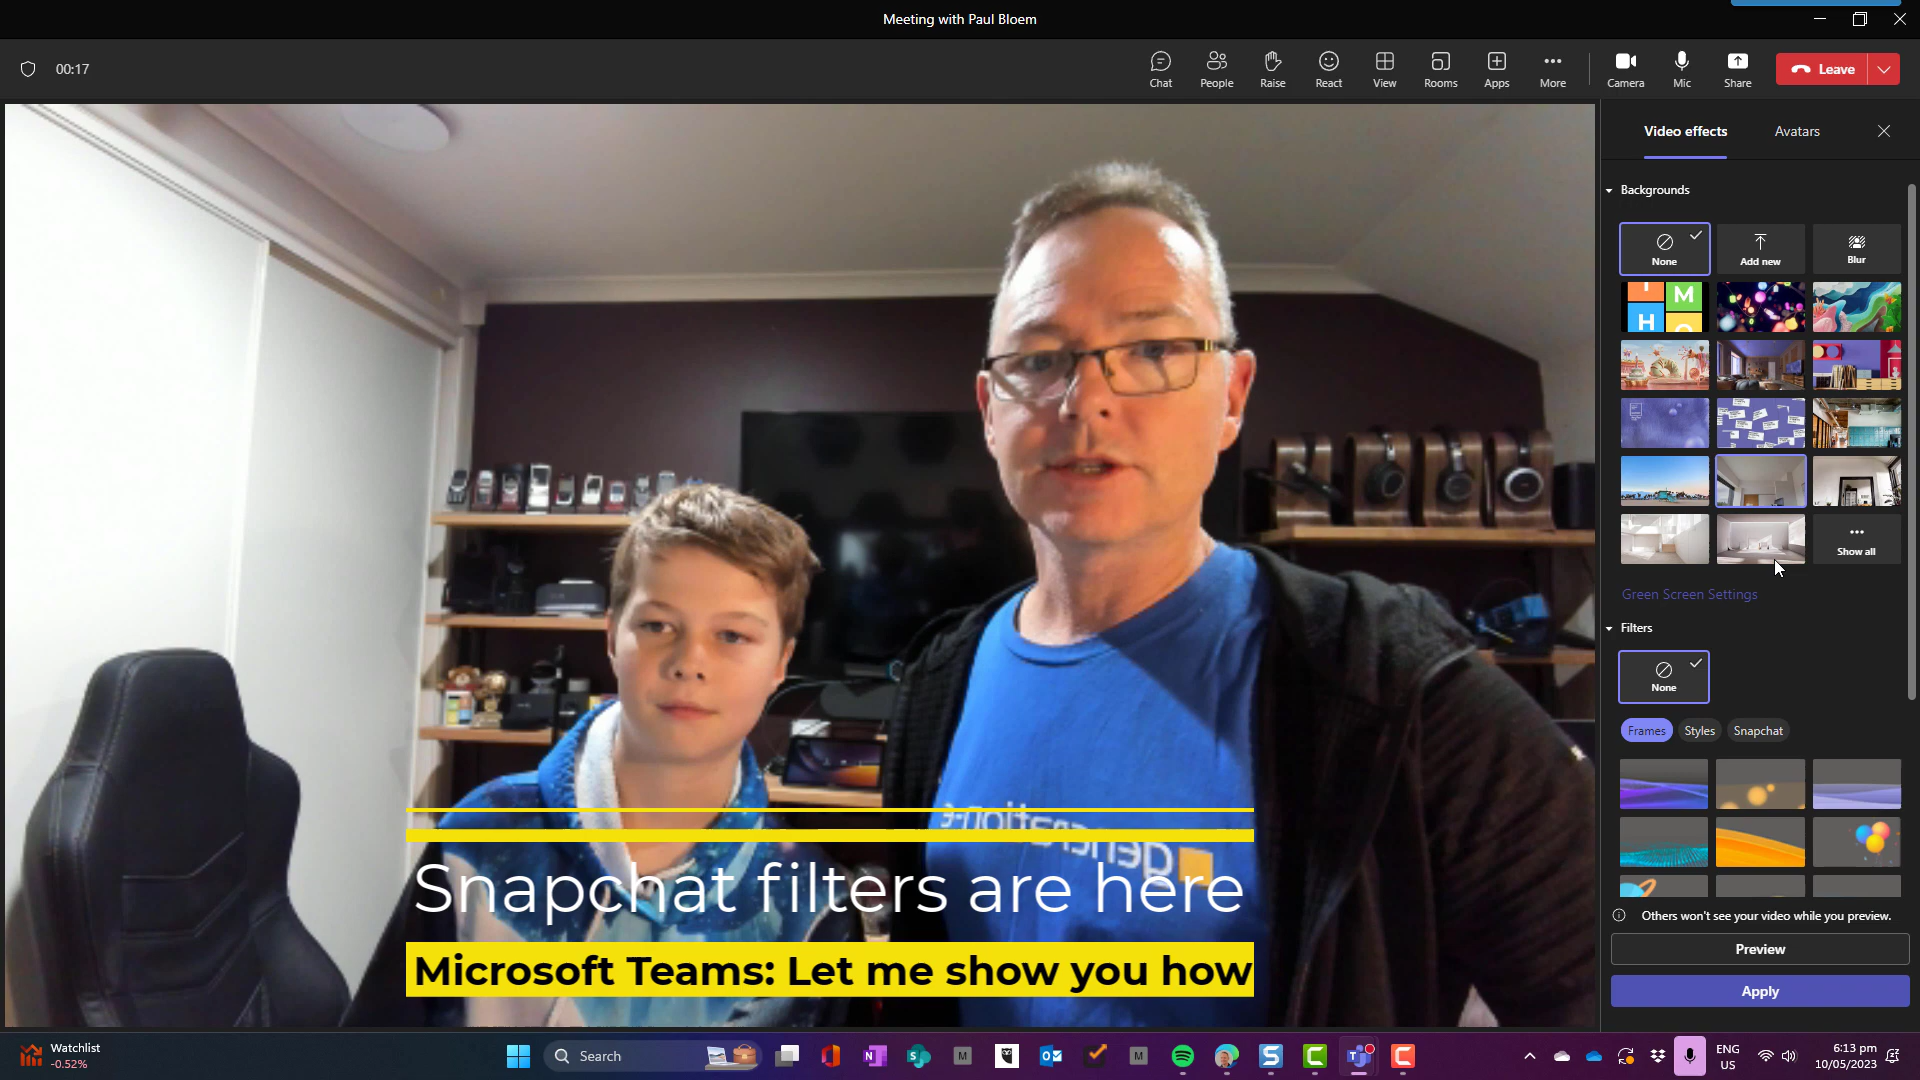 Meeting with Paul Bloem
00:17
Chat
People
Raise
React
View
Rooms
Apps
More
Camera
Mic
Share
Leave
Video effects
Avatars
Backgrounds
None
Add new
Blur
M
H
Show all
Green Screen Settings
Filters
None
Frames
Styles
Snapchat
generation-e
Snapchat filters are here
Microsoft Teams: Let me show you how
Others won't see your video while you preview.
Preview
Apply
Watchlist
-0.52%
Search
M
M
ENG
US
6:13 pm
10/05/2023